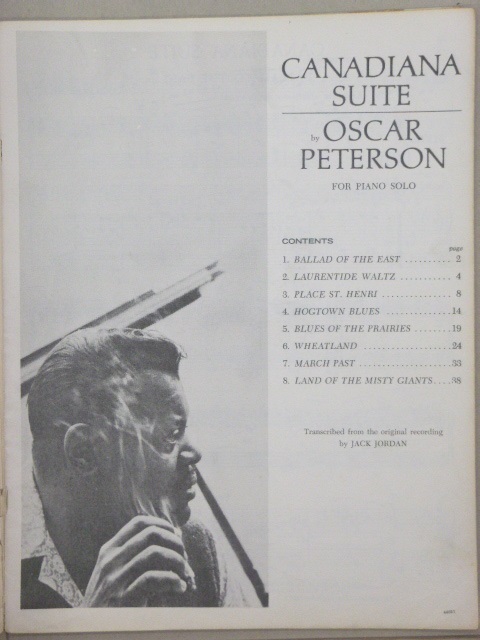 CANADIANA
SUITE
by OSCAR
PETERSON
FOR PIANO SOLO
CONTENTS
page
1. BALLAD OF THE EAST .......... 2
2. LAURENTIDE WALTZ ........... 4
3. PLACE ST. HENRI ............... 8
4. HOGTOWN BLUES ..............14
5. BLUES OF THE PRAIRIES .......19
6. WHEATLAND ..................24
7. MARCH PAST ...................33
8. LAND OF THE MISTY GIANTS....38
Transcribed from the original recording
by JACK JORDAN